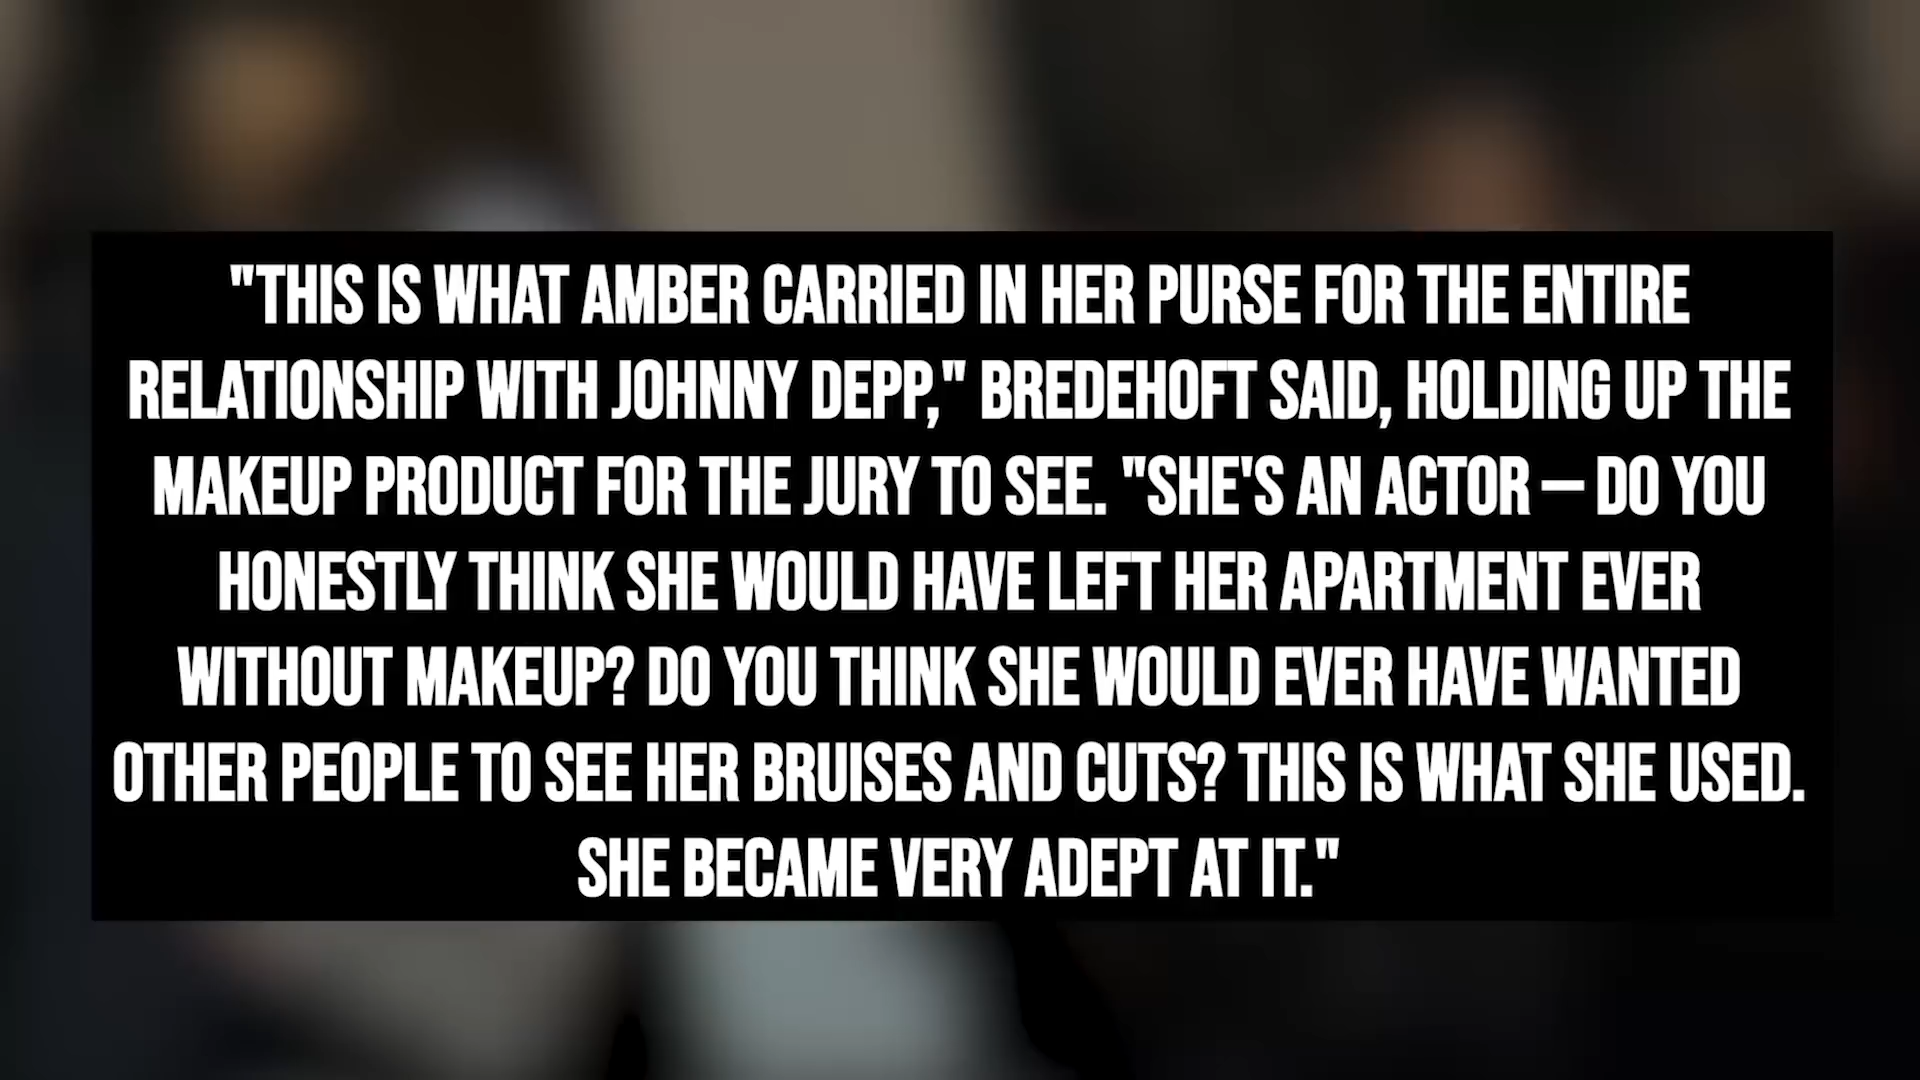 "THIS IS WHAT AMBER CARRIED IN HER PURSE FOR THE ENTIRE
RELATIONSHIP WITH JOHNNY DEPP," BREDEHOFT SAID, HOLDING UP THE
MAKEUP PRODUCT FOR THE JURY TO SEE. "SHE'S AN ACTOR — DO YOU
HONESTLY THINK SHE WOULD HAVE LEFT HER APARTMENT EVER
WITHOUT MAKEUP? DO YOU THINK SHE WOULD EVER HAVE WANTED
OTHER PEOPLE TO SEE HER BRUISES AND CUTS? THIS IS WHAT SHE USED.
SHE BECAME VERY ADEPT AT IT."